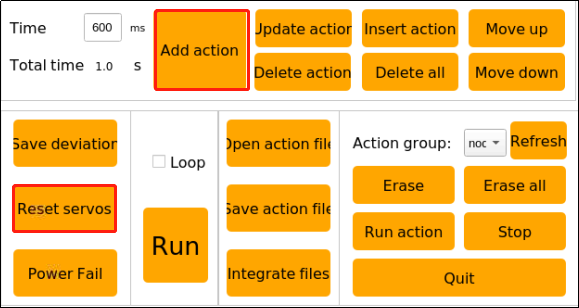 Time 600 ms
Total time 1.0 s
Add action
Update action Insert action Move up
Delete action Delete all Move down
Save deviation
Reset servos
Power Fail
Loop
Run
Open action file
Save action file
Integrate files
Action group: noc Refresh
Erase Erase all
Run action Stop
Quit